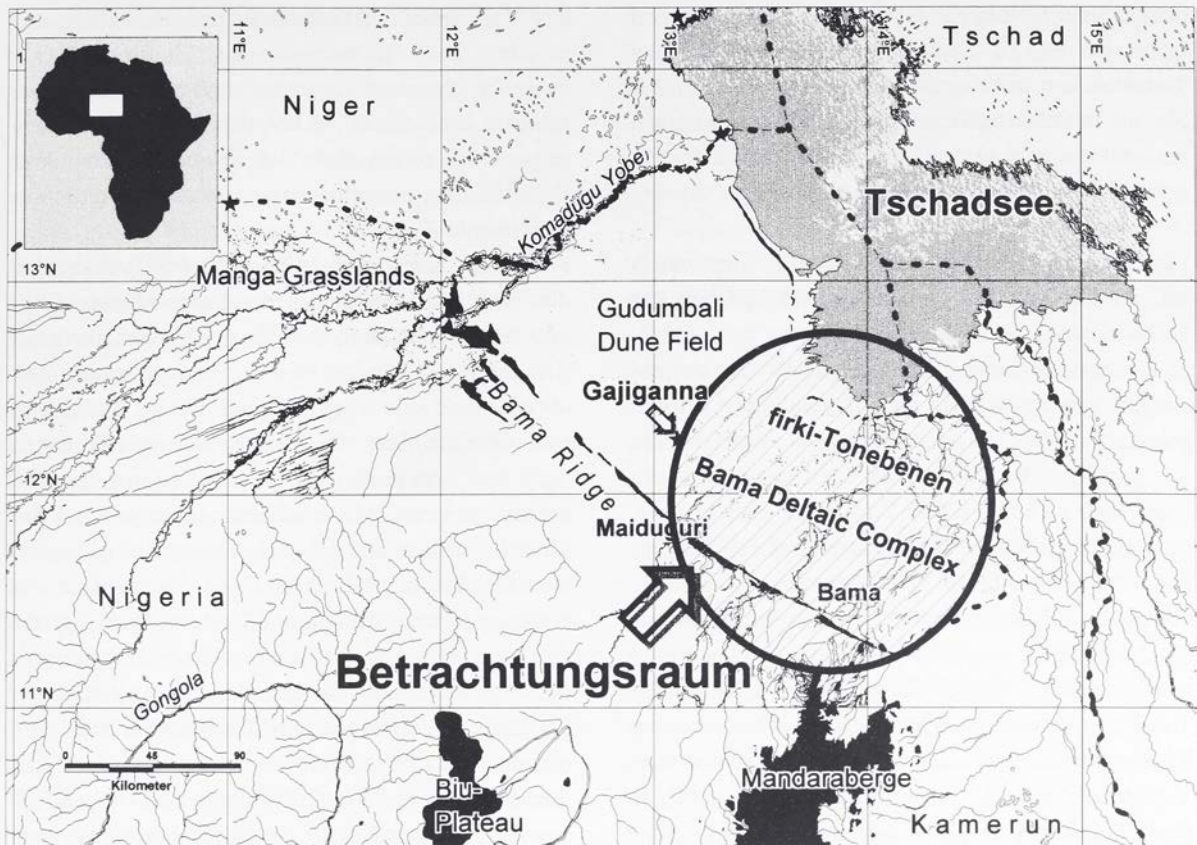 11°E
12°E
13°E
14°E
15°E
Tschad
Niger
Komadugu Yobe
Tschadsee
Manga Grasslands
13°N
Gudumbali
Dune Field
Gajiganna
Bama Ridge
firki-Tonebenen
Bama Deltaic Complex
12°N
Maiduguri
Bama
Nigeria
Betrachtungsraum
11°N
Gongola
0 45 90
Kilometer
Biu-
Plateau
Mandaraberge
Kamerun